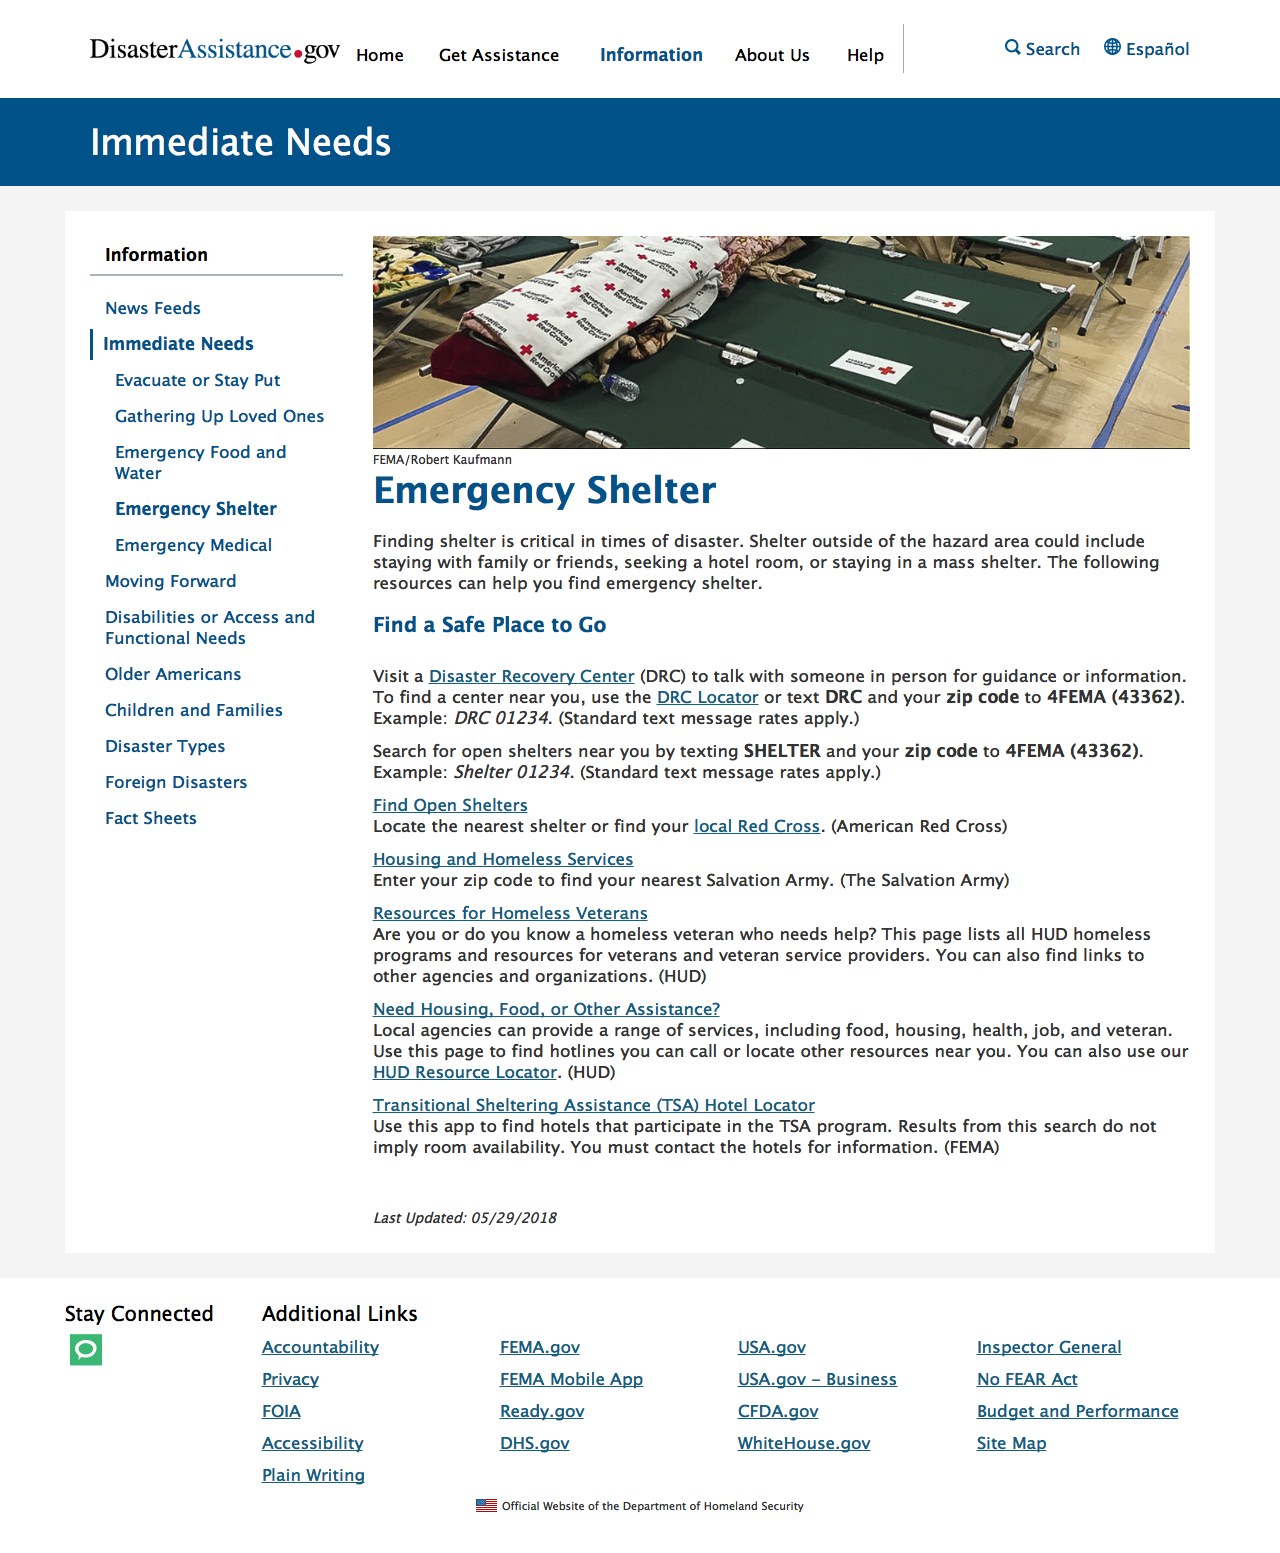 DisasterAssistance.gov
Home
Get Assistance
Information
About Us
Help
Search
Español
Immediate Needs
Information
News Feeds
Immediate Needs
Evacuate or Stay Put
Gathering Up Loved Ones
Emergency Food and
Water
Emergency Shelter
Emergency Medical
Moving Forward
Disabilities or Access and
Functional Needs
Older Americans
Children and Families
Disaster Types
Foreign Disasters
Fact Sheets
American
Red Cross
FEMA/Robert Kaufmann
Emergency Shelter
Finding shelter is critical in times of disaster. Shelter outside of the hazard area could include
staying with family or friends, seeking a hotel room, or staying in a mass shelter. The following
resources can help you find emergency shelter.
Find a Safe Place to Go
Visit a Disaster Recovery Center (DRC) to talk with someone in person for guidance or information.
To find a center near you, use the DRC Locator or text DRC and your zip code to 4FEMA (43362).
Example: DRC 01234. (Standard text message rates apply.)
Search for open shelters near you by texting SHELTER and your zip code to 4FEMA (43362).
Example: Shelter 01234. (Standard text message rates apply.)
Find Open Shelters
Locate the nearest shelter or find your local Red Cross. (American Red Cross)
Housing and Homeless Services
Enter your zip code to find your nearest Salvation Army. (The Salvation Army)
Resources for Homeless Veterans
Are you or do you know a homeless veteran who needs help? This page lists all HUD homeless
programs and resources for veterans and veteran service providers. You can also find links to
other agencies and organizations. (HUD)
Need Housing, Food, or Other Assistance?
Local agencies can provide a range of services, including food, housing, health, job, and veteran.
Use this page to find hotlines you can call or locate other resources near you. You can also use our
HUD Resource Locator. (HUD)
Transitional Sheltering Assistance (TSA) Hotel Locator
Use this app to find hotels that participate in the TSA program. Results from this search do not
imply room availability. You must contact the hotels for information. (FEMA)
Last Updated: 05/29/2018
Stay Connected
Additional Links
Accountability
Privacy
FOIA
Accessibility
Plain Writing
FEMA.gov
FEMA Mobile App
Ready.gov
DHS.gov
USA.gov
USA.gov – Business
CFDA.gov
WhiteHouse.gov
Inspector General
No FEAR Act
Budget and Performance
Site Map
Official Website of the Department of Homeland Security